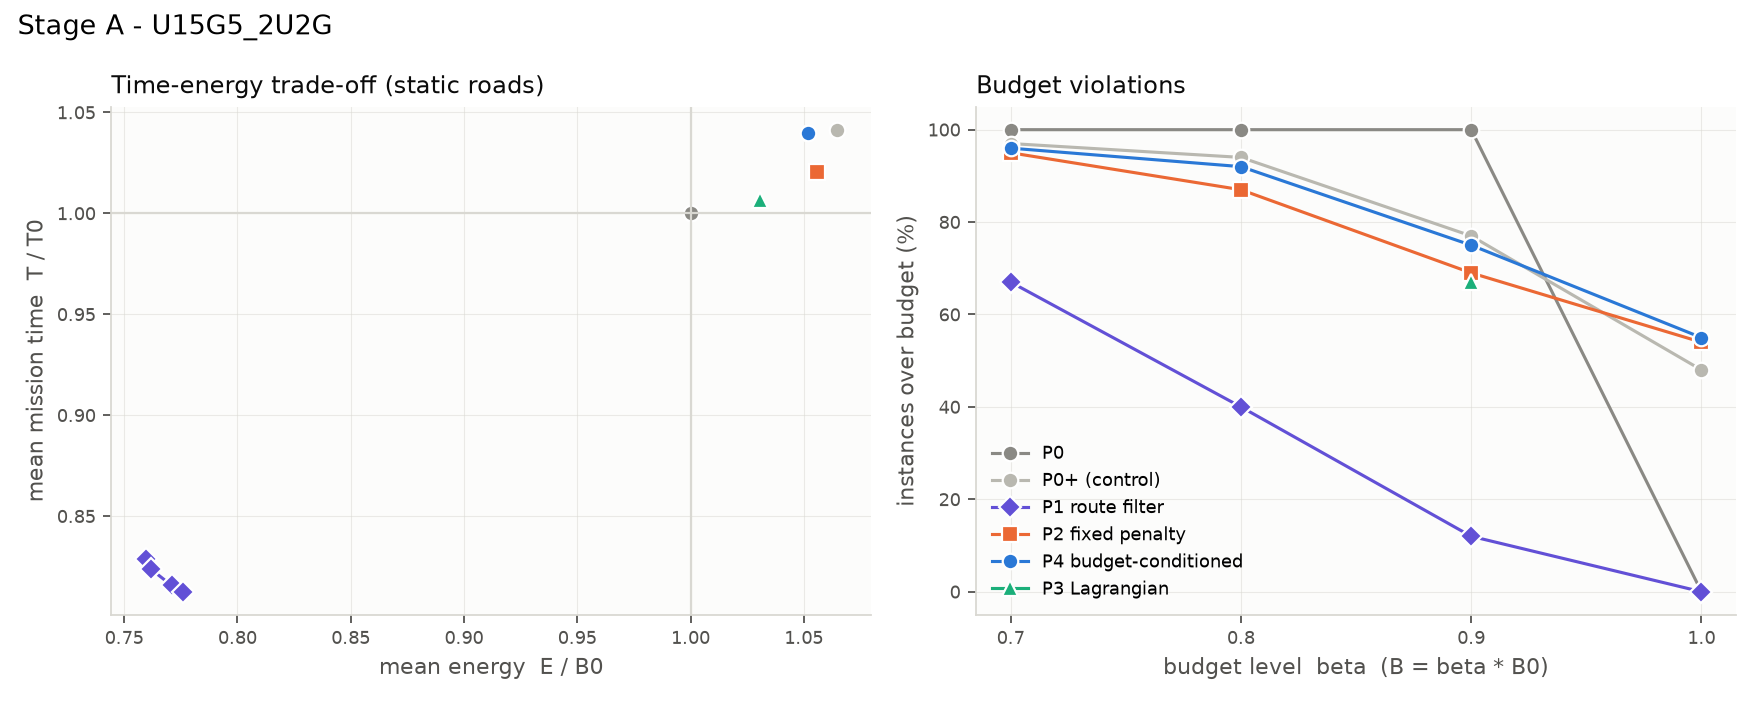 Stage A - U15G5_2U2G
Time-energy trade-off (static roads)
1.05
1.00
0.95
0.90
0.85
mean mission time T / T0
0.75
0.80
0.85
0.90
0.95
1.00
1.05
mean energy E / B0
Budget violations
100
80
60
40
20
0
instances over budget (%)
P0
P0+ (control)
P1 route filter
P2 fixed penalty
P4 budget-conditioned
P3 Lagrangian
0.7
0.8
0.9
1.0
budget level beta (B = beta * B0)